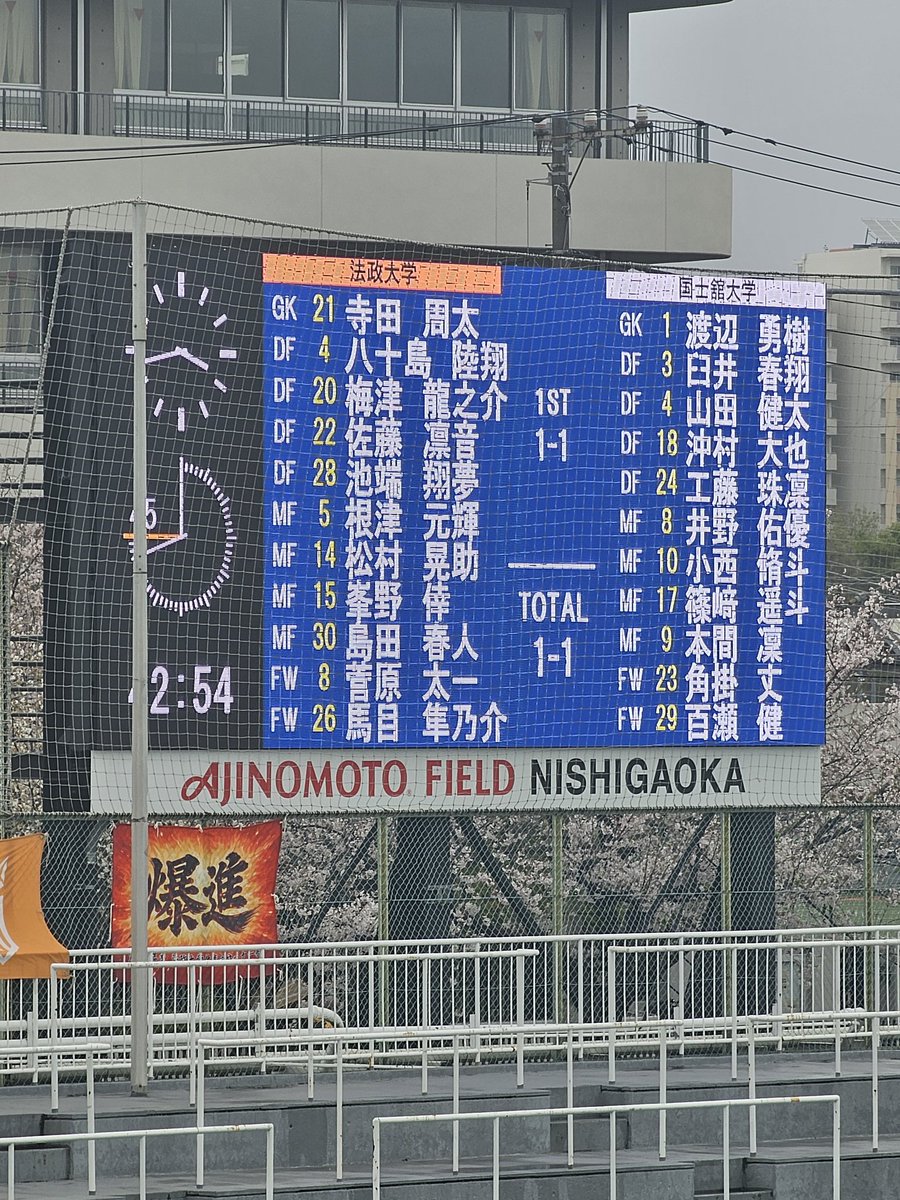 法政大学
GK 21 寺田 周太
DF 4 八十島 陸翔
DF 20 梅津 龍之介
DF 22 佐藤 凛音
DF 28 池端 翔夢
MF 5 根津 元輝
MF 14 松村 晃助
MF 15 峯野 倖
MF 30 島田 春人
FW 8 菅原 太一
FW 26 馬目 隼乃介
1ST
1-1
TOTAL
1-1
国士舘大学
GK 1 渡辺 勇樹
DF 3 臼井 春翔
DF 4 山田 健太
DF 18 沖村 大也
DF 24 工藤 珠凜
MF 8 井野 佑優
MF 10 小西 脩斗
MF 17 篠﨑 遥斗
MF 9 本間 凛
FW 23 角掛 丈
FW 29 百瀬 健
45
42:54
AJINOMOTO FIELD NISHIGAOKA
爆進